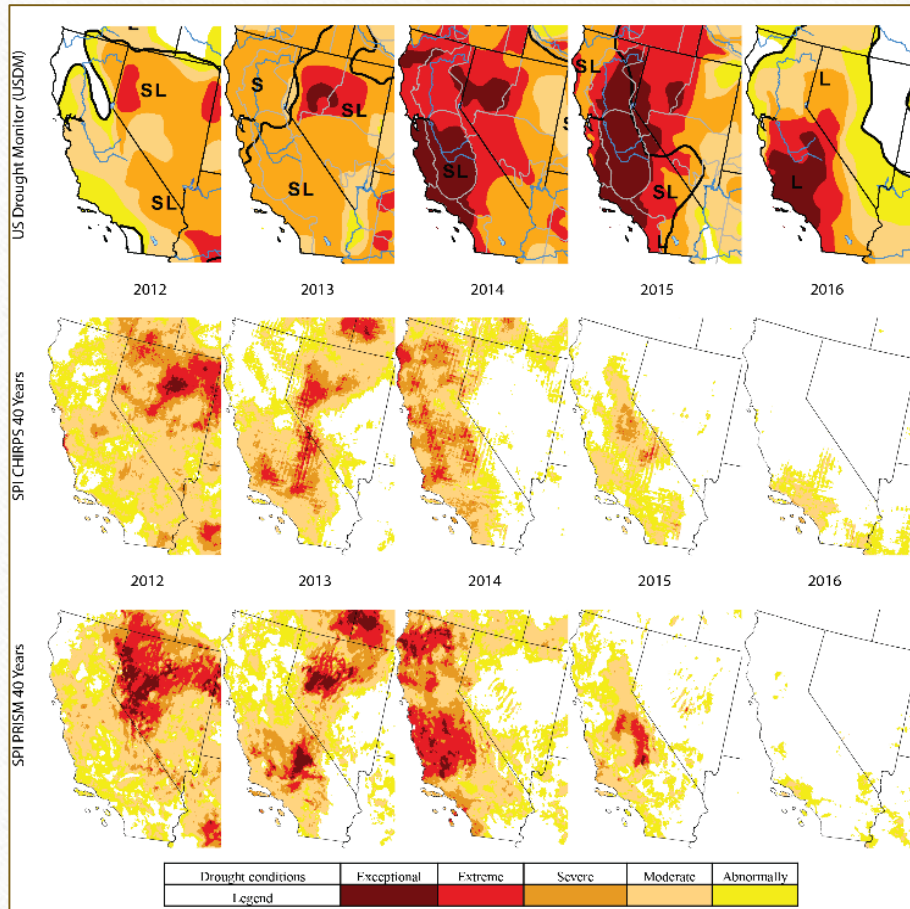 US Drought Monitor (USDM)
L
SL
SL
S
SL
SL
SL
S
SL
SL
L
L
L
2012 2013 2014 2015 2016
SPI CHIRPS 40 Years
2012 2013 2014 2015 2016
SPI PRISM 40 Years
Drought conditions Exceptional Extreme Severe Moderate Abnormally
Legend